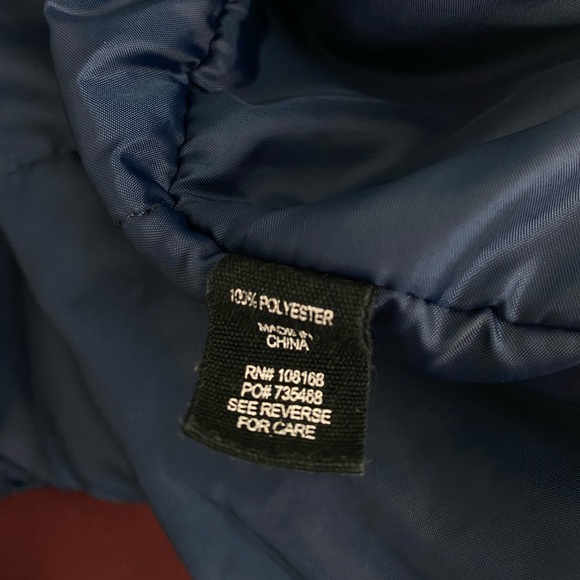 100% POLYESTER
MADE IN
CHINA
RN# 108168
PO# 735468
SEE REVERSE
FOR CARE